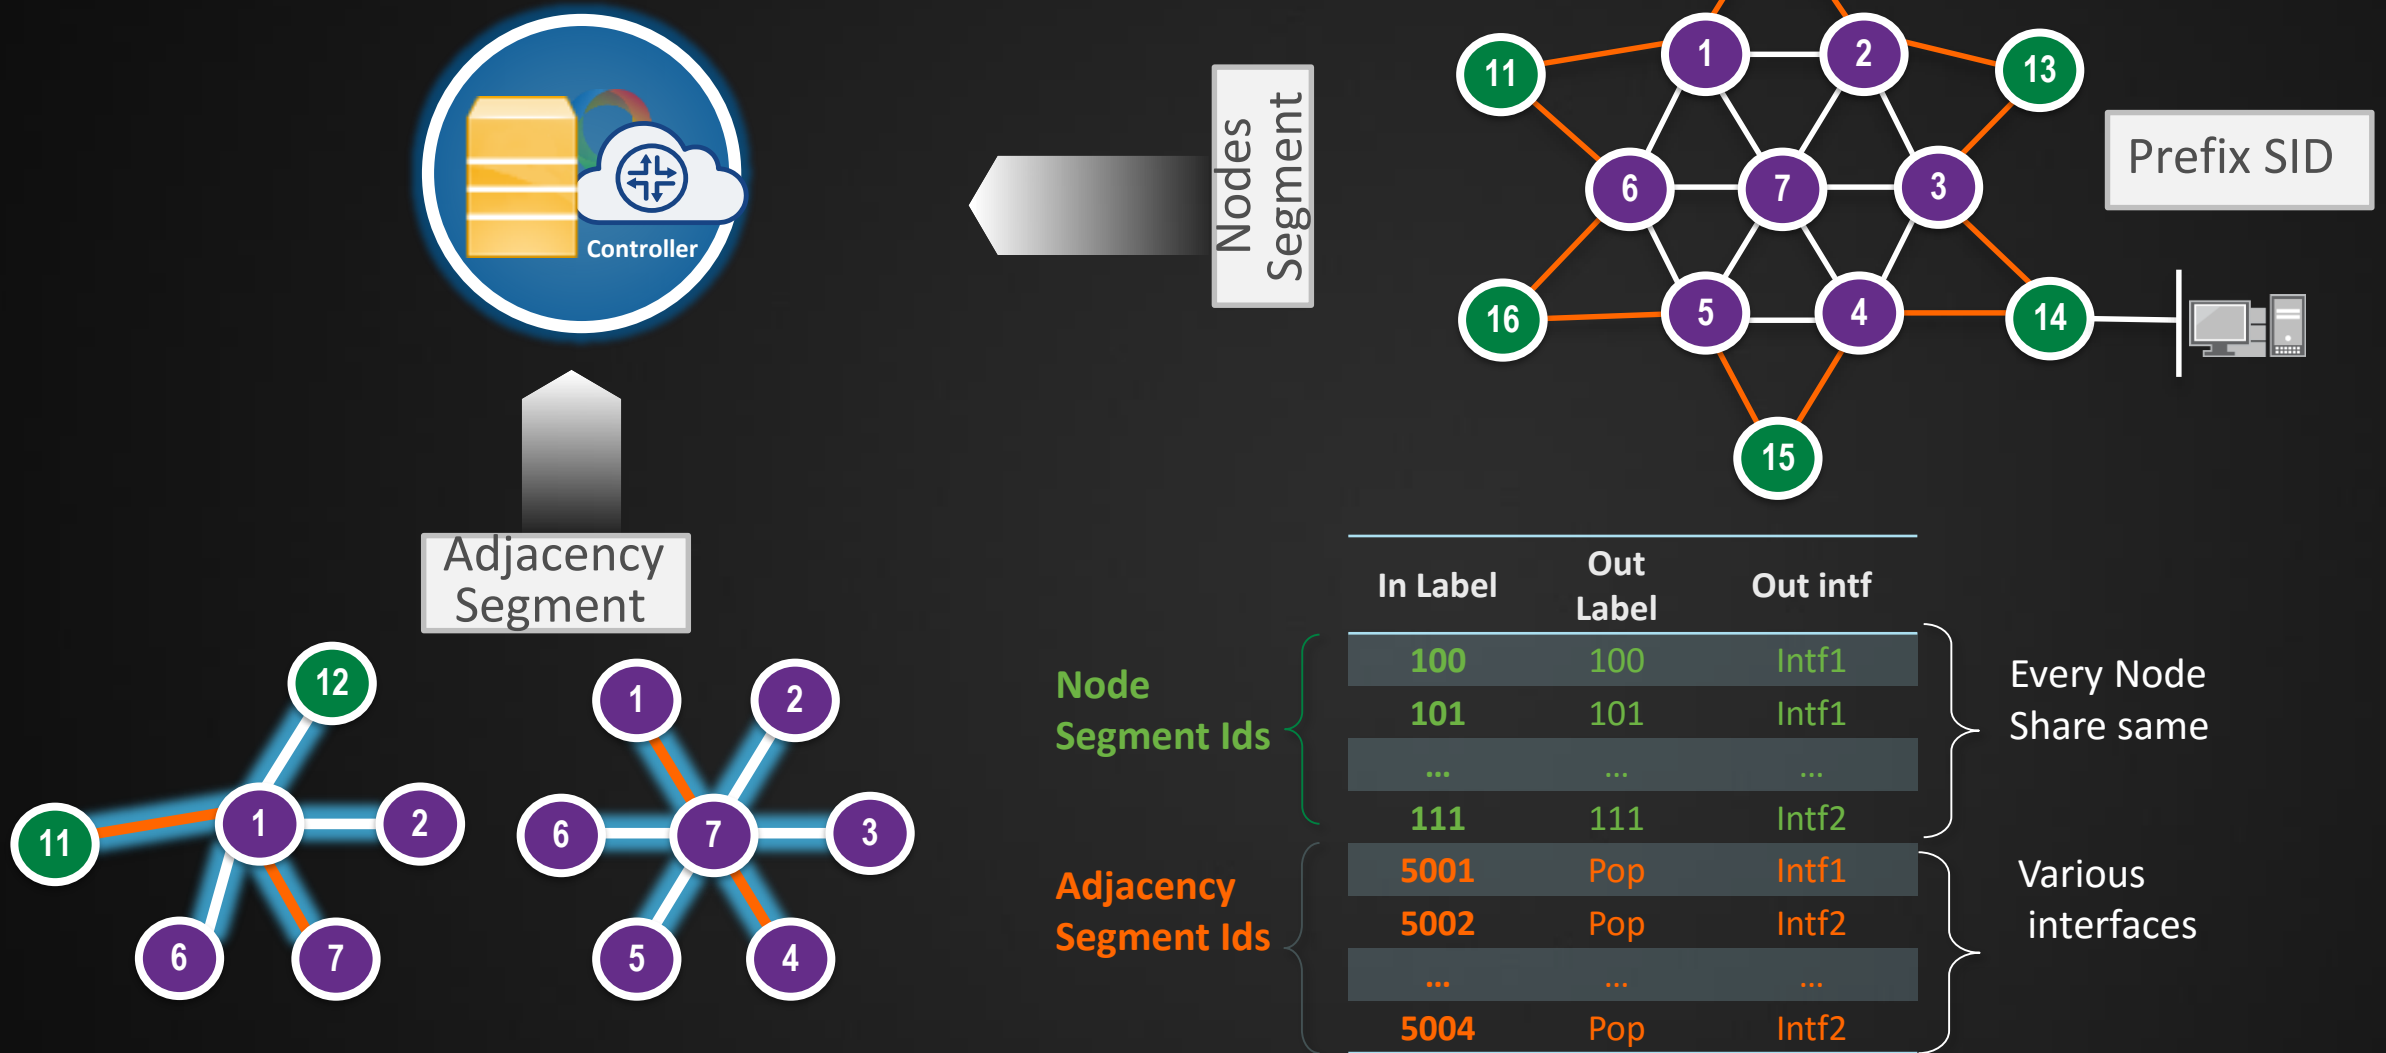 Controller
Nodes
Segment
1
2
11
13
6
7
3
16
5
4
14
15
Prefix SID
Adjacency
Segment
12
11
1
2
6
7
1
2
6
7
3
5
4
In Label
Out
Label
Out intf
100
100
Intf1
101
101
Intf1
...
...
...
111
111
Intf2
5001
Pop
Intf1
5002
Pop
Intf2
...
...
...
5004
Pop
Intf2
Node
Segment Ids
Adjacency
Segment Ids
Every Node
Share same
Various
interfaces